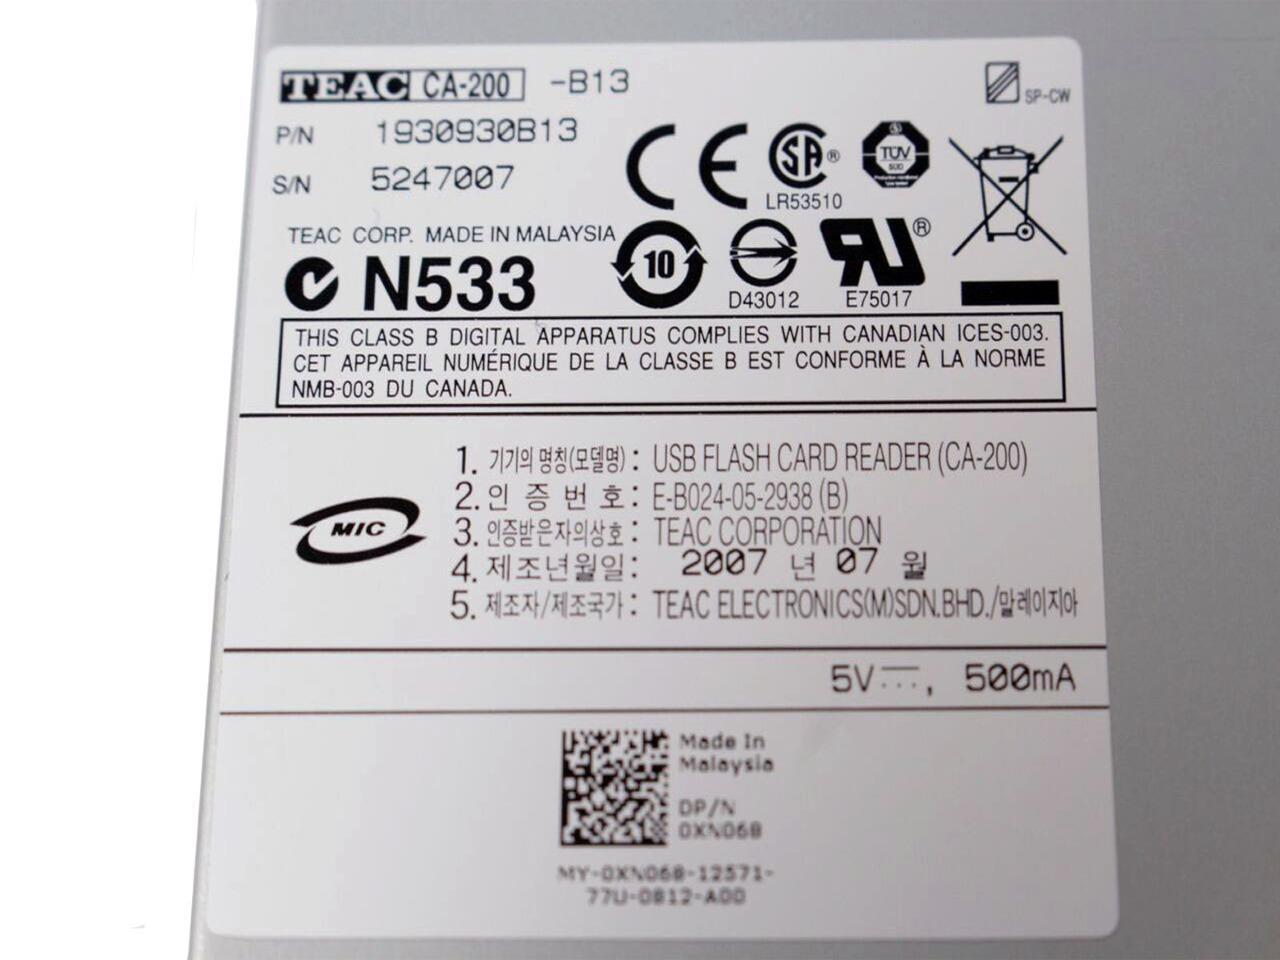 TEAC CA-200 -B13
SP-CW
P/N 1930930B13
S/N 5247007
SA ®
LR53510
TÜV
SÜD
TEAC CORP. MADE IN MALAYSIA
N533
10
D43012
®
E75017
THIS CLASS B DIGITAL APPARATUS COMPLIES WITH CANADIAN ICES-003.
CET APPAREIL NUMÉRIQUE DE LA CLASSE B EST CONFORME À LA NORME
NMB-003 DU CANADA.
MIC
1. 기기의 명칭(모델명) : USB FLASH CARD READER (CA-200)
2. 인 증 번 호 : E-B024-05-2938 (B)
3. 인증받은자의상호 : TEAC CORPORATION
4. 제조년월일 : 2007 년 07 월
5. 제조자/제조국가 : TEAC ELECTRONICS(M)SDN.BHD./말레이지아
5V⎓, 500mA
Made In
Malaysia
DP/N
0XN068
MY-0XN068-12571-
77U-0812-A00